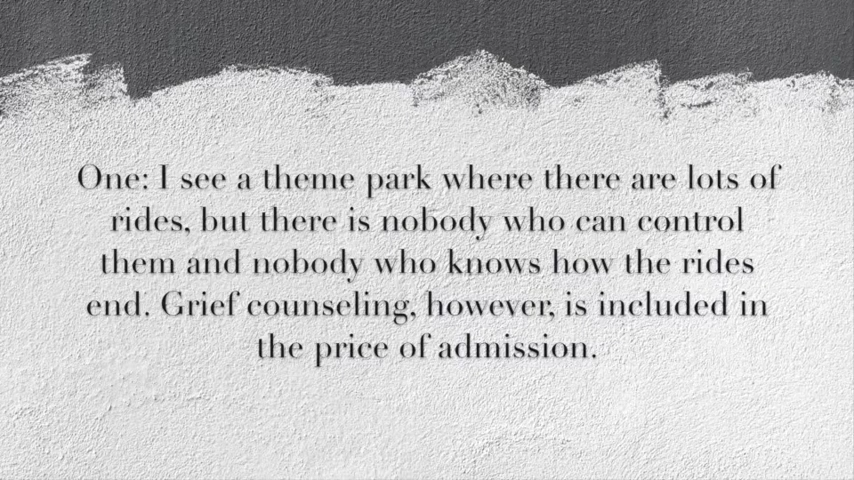 One: I see a theme park where there are lots of
rides, but there is nobody who can control
them and nobody who knows how the rides
end. Grief counseling, however, is included in
the price of admission.